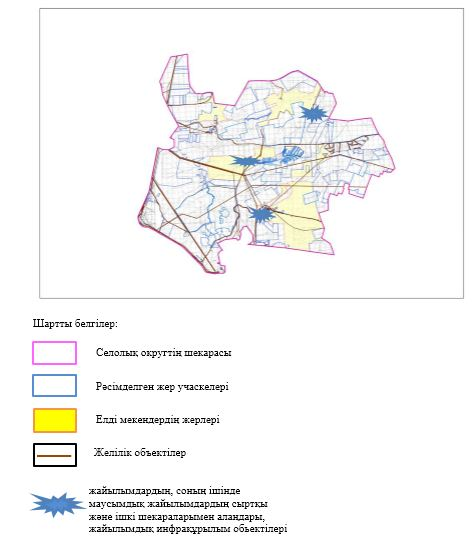 Шартты белгілер:
Селолық округтің шекарасы
Рәсімделген жер учаскелері
Елді мекендердің жерлері
Желілік объектілер
жайылымдардың, соның ішінде
маусымдық жайылымдардың сыртқы
және ішкі шекараларымен алаңдары,
жайылымдық инфрақұрылым объектілері